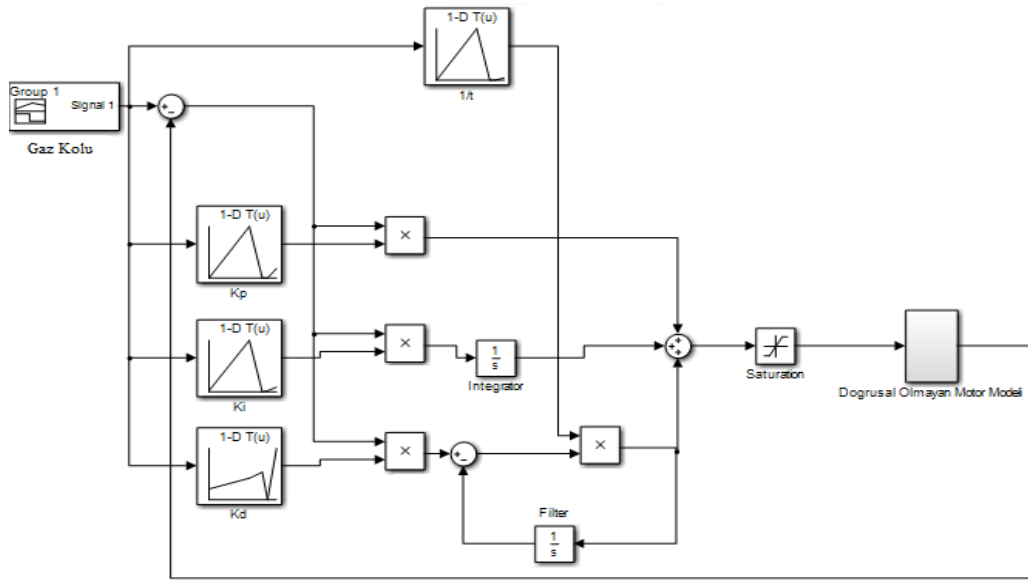 1-D T(u)
1/t
Group 1
Signal 1
+
−
Gaz Kolu
1-D T(u)
×
Kp
1-D T(u)
×
1
s
Integrator
Ki
+
+
+
Saturation
Dogrusal Olmayan Motor Modeli
1-D T(u)
×
+
−
×
Kd
Filter
1
s